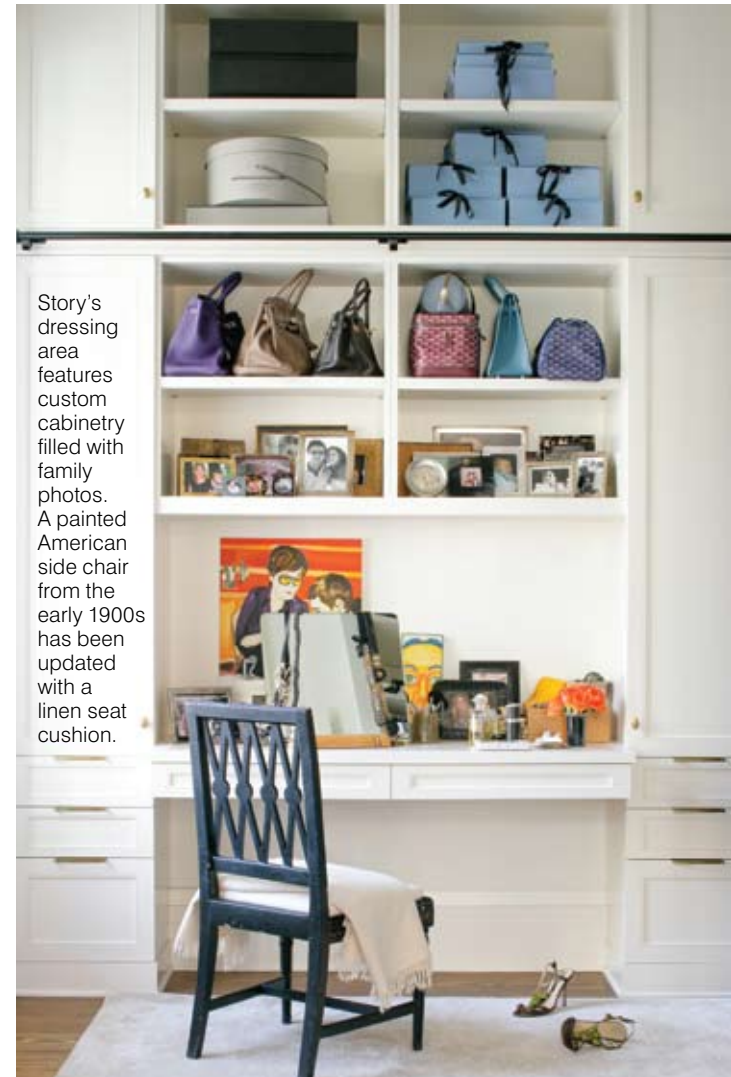 Story’s
dressing
area
features
custom
cabinetry
filled with
family
photos.
A painted
American
side chair
from the
early 1900s
has been
updated
with a
linen seat
cushion.